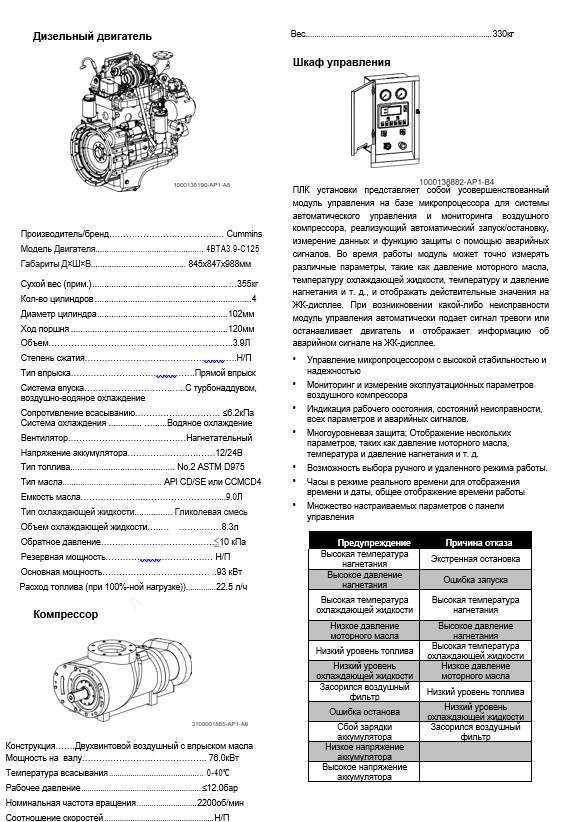 Дизельный двигатель
1000138190-AP1-A8
Производитель/бренд……………………………….... Cummins
Модель Двигателя................................................ 4BTA3.9-C125
Габариты Д×Ш×В.......................................... 845x847x988мм
Сухой вес (прим.)................................................................355кг
Кол-во цилиндров.....................................................................4
Диаметр цилиндра..........................................................102мм
Ход поршня .....................................................................120мм
Объем……………………………………………………….3.9Л
Степень сжатия…………………………………………….Н/П
Тип впрыска…………………………….Прямой впрыск
Система впуска…………………………….С турбонаддувом,
воздушно-водяное охлаждение
Сопротивление всасыванию……………………… ≤6.2кПа
Система охлаждения .............. ……..Водяное охлаждение
Вентилятор…………………………………Нагнетательный
Напряжение аккумулятора…………………………12/24В
Тип топлива............................................... No.2 ASTM D975
Тип масла........................................... API CD/SE или CCMCD4
Емкость масла…………………………………………...9.0Л
Тип охлаждающей жидкости................ Гликолевая смесь
Объем охлаждающей жидкости……. …………….8.3л
Обратное давление…………………………………≤10 кПа
Резервная мощность……………………………… Н/П
Основная мощность……………………………… ..93 кВт
Расход топлива (при 100%-ной нагрузке)).............22.5 л/ч
Компрессор
3100001885-AP1-A6
Конструкция…….Двухвинтовой воздушный с впрыском масла
Мощность на валу…………………………………….. 76.0кВт
Температура всасывания.......................................... 0-40℃
Рабочее давление.....................................................≤12.0бар
Номинальная частота вращения..........................2200об/мин
Соотношение скоростей ................................................Н/П
Вес......................................................................................330кг
Шкаф управления
1000138882-AP1-B4
ПЛК установки представляет собой усовершенствованный
модуль управления на базе микропроцессора для системы
автоматического управления и мониторинга воздушного
компрессора, реализующий автоматический запуск/остановку,
измерение данных и функцию защиты с помощью аварийных
сигналов. Во время работы модуль может точно измерять
различные параметры, такие как давление моторного масла,
температуру охлаждающей жидкости, температуру и давление
нагнетания и т. д., и отображать действительные значения на
ЖК-дисплее. При возникновении какой-либо неисправности
модуль управления автоматически подает сигнал тревоги или
останавливает двигатель и отображает информацию об
аварийном сигнале на ЖК-дисплее.
• Управление микропроцессором с высокой стабильностью и
надежностью
• Мониторинг и измерение эксплуатационных параметров
воздушного компрессора
• Индикация рабочего состояния, состояний неисправности,
всех параметров и аварийных сигналов.
• Многоуровневая защита; Отображение нескольких
параметров, таких как давление моторного масла,
температура и давление нагнетания и т. д.
• Возможность выбора ручного и удаленного режима работы.
• Часы в режиме реального времени для отображения
времени и даты, общее отображение времени работы
• Множество настраиваемых параметров с панели
управления
Предупреждение Причина отказа
Высокая температура
нагнетания
Экстренная остановка
Высокое давление
нагнетания
Ошибка запуска
Высокая температура
охлаждающей жидкости
Высокая температура
нагнетания
Низкое давление
моторного масла
Высокое давление
нагнетания
Низкий уровень топлива
Высокая температура
охлаждающей жидкости
Низкий уровень
охлаждающей жидкости
Низкое давление
моторного масла
Засорился воздушный
фильтр
Низкий уровень топлива
Ошибка останова
Низкий уровень
охлаждающей жидкости
Сбой зарядки
аккумулятора
Засорился воздушный
фильтр
Низкое напряжение
аккумулятора
Высокое напряжение
аккумулятора